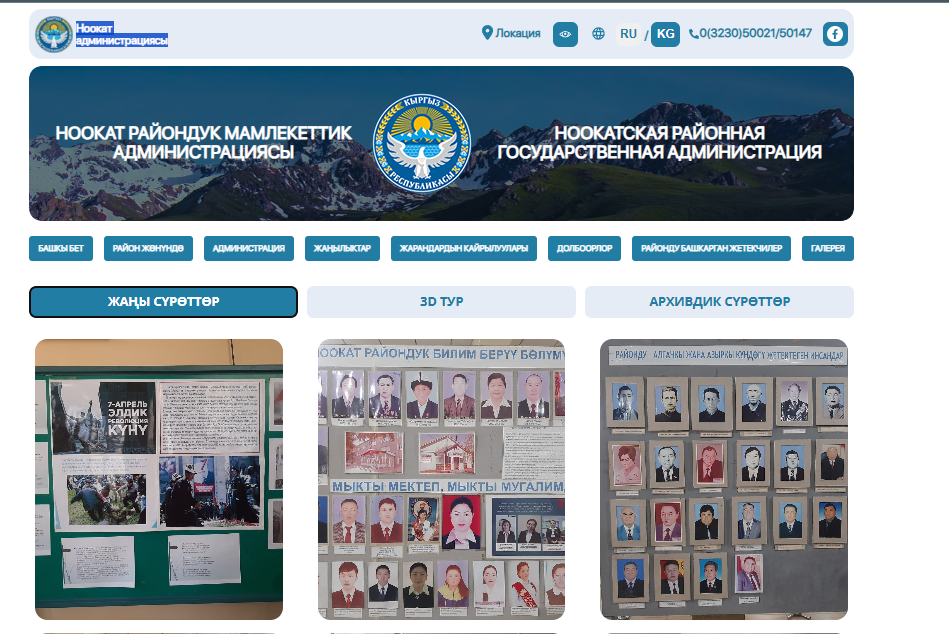 Ноокат
администрациясы
Локация
RU / KG
0(3230)50021/50147
НООКАТ РАЙОНДУК МАМЛЕКЕТТИК
АДМИНИСТРАЦИЯСЫ
КЫРГЫЗ
РЕСПУБЛИКАСЫ
НООКАТСКАЯ РАЙОННАЯ
ГОСУДАРСТВЕННАЯ АДМИНИСТРАЦИЯ
БАШКЫ БЕТ
РАЙОН ЖӨНҮНДӨ
АДМИНИСТРАЦИЯ
ЖАҢЫЛЫКТАР
ЖАРАНДАРДЫН КАЙРЫЛУУЛАРЫ
ДОЛБООРЛОР
РАЙОНДУ БАШКАРГАН ЖЕТЕКЧИЛЕР
ГАЛЕРЕЯ
ЖАҢЫ СҮРӨТТӨР
3D ТУР
АРХИВДИК СҮРӨТТӨР
7-АПРЕЛЬ
ЭЛДИК
РЕВОЛЮЦИЯ
КҮНҮ
НООКАТ РАЙОНДУК БИЛИМ БЕРҮҮ БӨЛҮМҮ
МЫКТЫ МЕКТЕП, МЫКТЫ МУГАЛИМ
РАЙОНДУ АЛГАЧКЫ ЖАНА АЗЫРКЫ КҮНДӨГҮ ЖЕТЕКТЕГЕН ИНСАНДАР